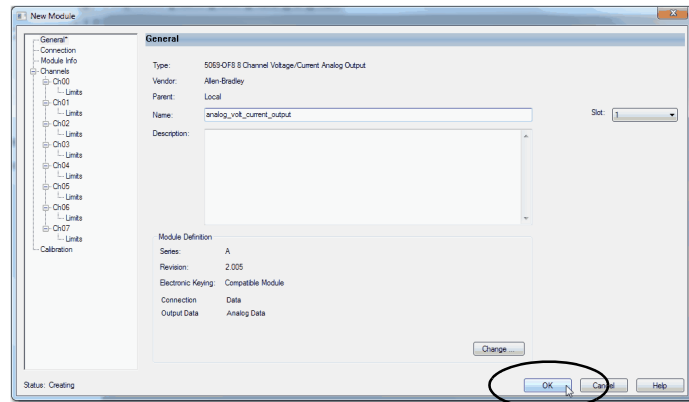 New Module
General*
Connection
Module Info
Channels
Ch00
Limits
Ch01
Limits
Ch02
Limits
Ch03
Limits
Ch04
Limits
Ch05
Limits
Ch06
Limits
Ch07
Limits
Calibration
General
Type: 5069-OF8 8 Channel Voltage/Current Analog Output
Vendor: Allen-Bradley
Parent: Local
Name: analog_volt_current_output
Slot: 1
Description:
Module Definition
Series: A
Revision: 2.005
Electronic Keying: Compatible Module
Connection Data
Output Data Analog Data
Change ...
Status: Creating
OK Cancel Help